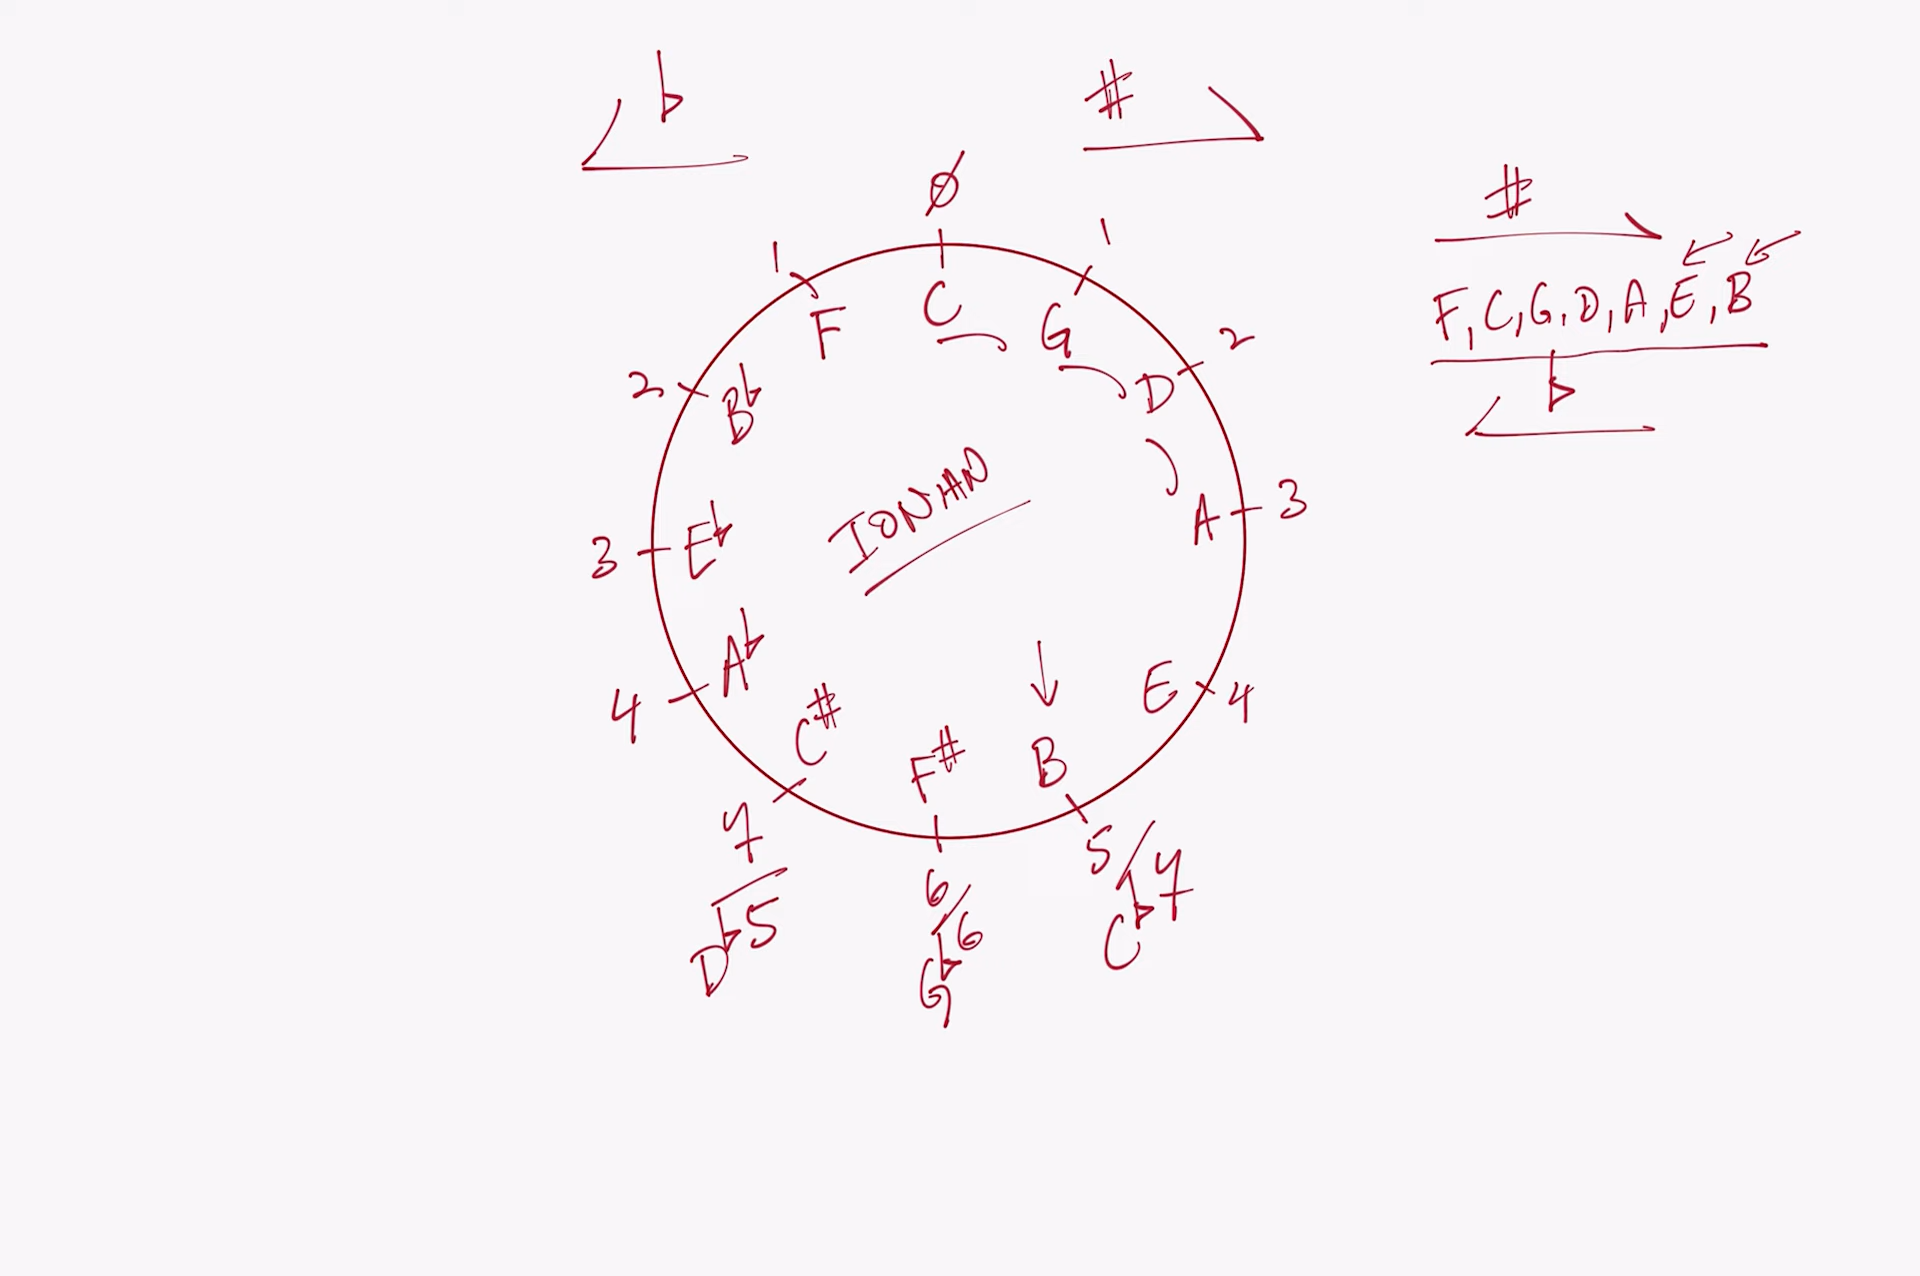 ♭
#
Ø
1
1
F
C
G
2
2
B♭
D
3
3
E♭
A
IONIAN
4
4
A♭
E
C#
F#
B
7
D♭5
6/6
G♭
5/7
C♭
#
F, C, G, D, A, E, B
♭